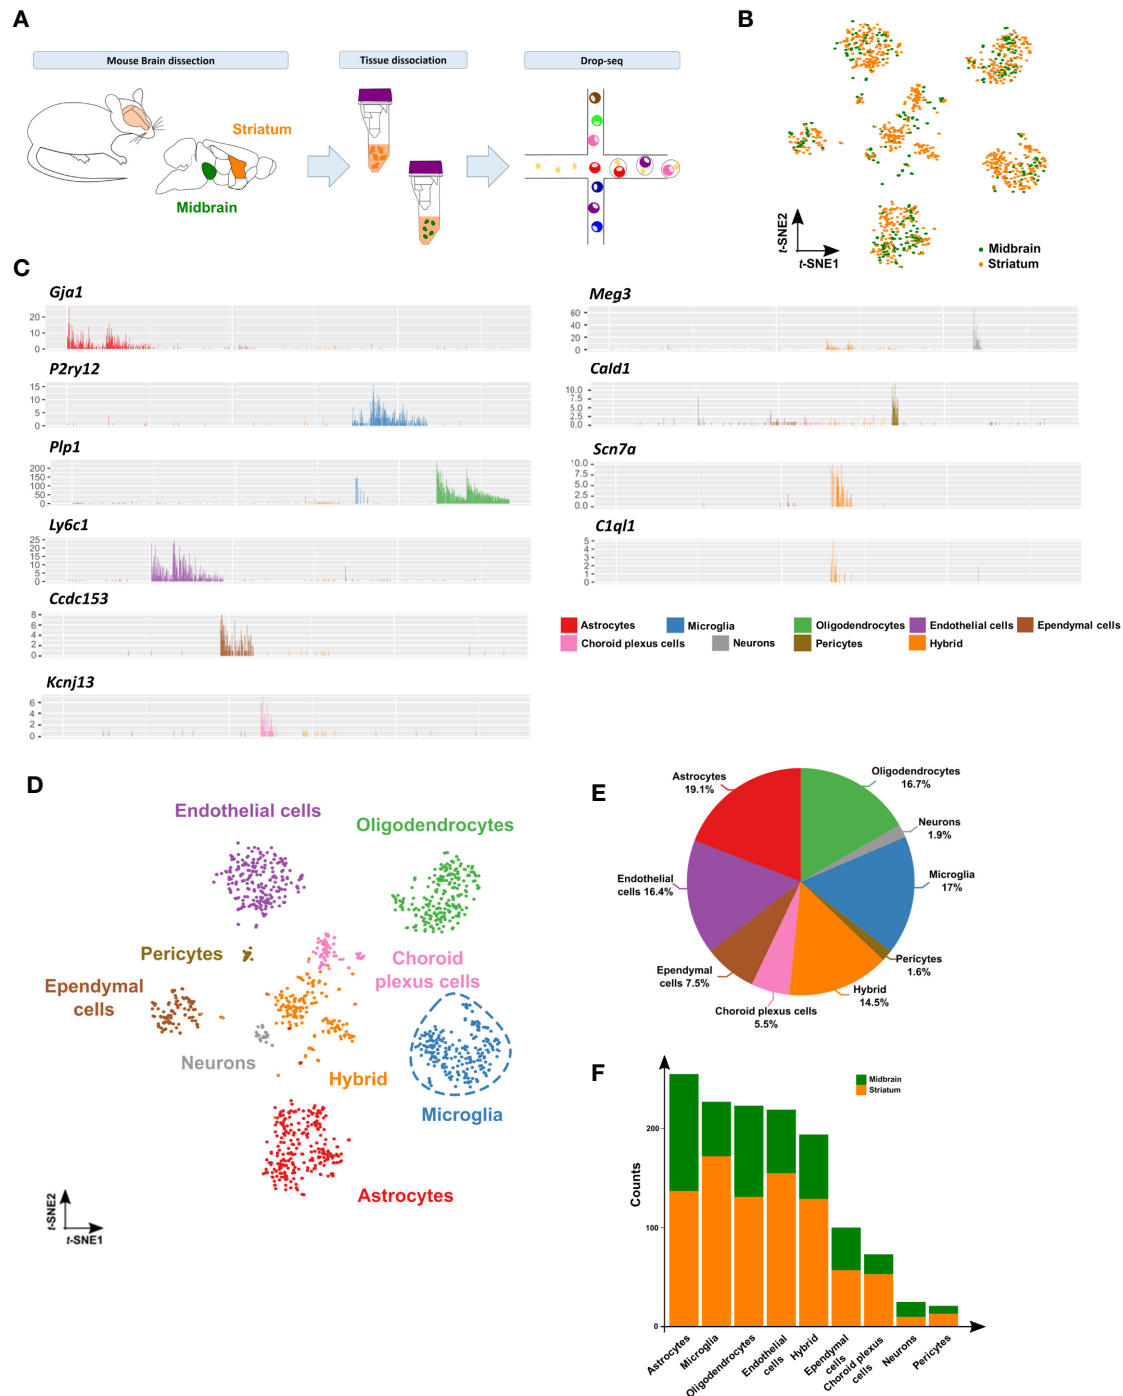 A
Mouse Brain dissection
Tissue dissociation
Drop-seq
Striatum
Midbrain
B
t-SNE2
t-SNE1
Midbrain
Striatum
C
Gja1
20
10
0
P2ry12
15
10
5
0
Plp1
200
150
100
50
0
Ly6c1
25
20
15
10
5
0
Ccdc153
8
6
4
2
0
Kcnj13
6
4
2
0
Meg3
60
40
20
0
Cald1
10.0
7.5
5.0
2.5
0.0
Scn7a
10.0
7.5
5.0
2.5
0.0
C1ql1
5
4
3
2
1
0
Astrocytes
Microglia
Oligodendrocytes
Endothelial cells
Ependymal cells
Choroid plexus cells
Neurons
Pericytes
Hybrid
D
Endothelial cells
Oligodendrocytes
Pericytes
Choroid
plexus cells
Ependymal
cells
Neurons
Hybrid
Microglia
Astrocytes
t-SNE2
t-SNE1
E
Astrocytes
19.1%
Oligodendrocytes
16.7%
Neurons
1.9%
Microglia
17%
Pericytes
1.6%
Hybrid
14.5%
Choroid plexus cells
5.5%
Ependymal
cells 7.5%
Endothelial
cells 16.4%
F
Midbrain
Striatum
Counts
200
100
0
Astrocytes
Microglia
Oligodendrocytes
Endothelial
cells
Hybrid
Ependymal
cells
Choroid plexus
cells
Neurons
Pericytes